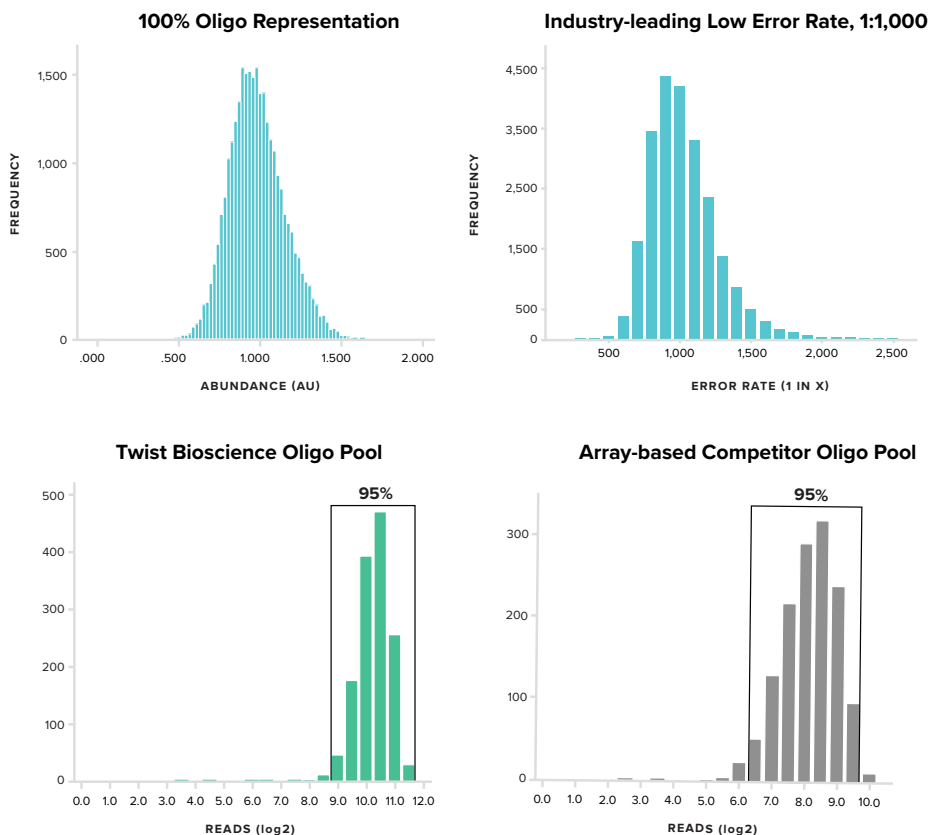 100% Oligo Representation
FREQUENCY
1,500
1,000
500
0
.000 .500 1.000 1.500 2.000
ABUNDANCE (AU)
Industry-leading Low Error Rate, 1:1,000
FREQUENCY
4,500
3,500
2,500
1,500
500
0
500 1,000 1,500 2,000 2,500
ERROR RATE (1 IN X)
Twist Bioscience Oligo Pool
95%
500
400
300
200
100
0
0.0 1.0 2.0 3.0 4.0 5.0 6.0 7.0 8.0 9.0 10.0 11.0 12.0
READS (log2)
Array-based Competitor Oligo Pool
95%
300
200
100
0
0.0 1.0 2.0 3.0 4.0 5.0 6.0 7.0 8.0 9.0 10.0
READS (log2)